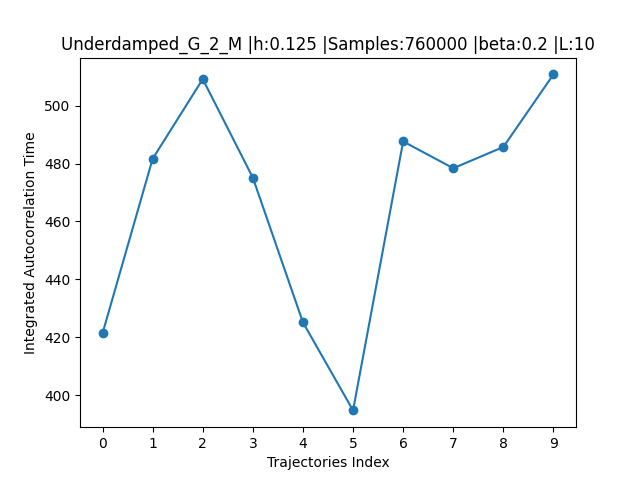 Underdamped_G_2_M |h:0.125 |Samples:760000 |beta:0.2 |L:10
Integrated Autocorrelation Time
500
480
460
440
420
400
0 1 2 3 4 5 6 7 8 9
Trajectories Index